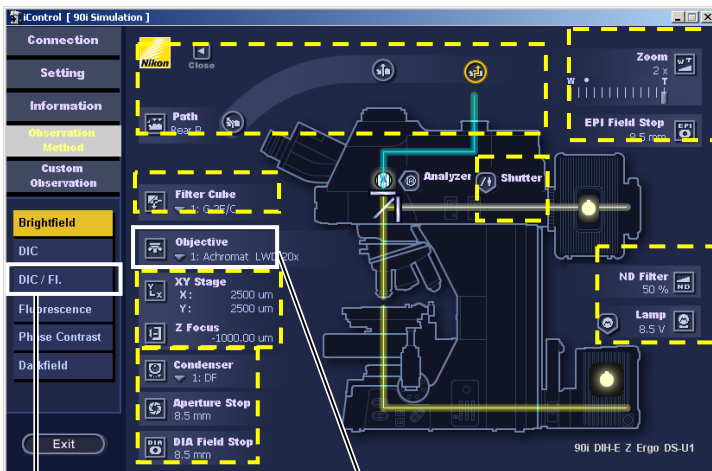 iControl [ 90i Simulation ]
Connection
Setting
Information
Observation
Method
Custom
Observation
Brightfield
DIC
DIC / Fl.
Fluorescence
Phase Contrast
Darkfield
Exit
Nikon
Close
Path
Rear P
Zoom
2 x
W T
W T
EPI Field Stop
8.5 mm
EPI
Analyzer
Shutter
Filter Cube
1: G-2E/C
Objective
1: Achromat LWD 20x
XY Stage
X: 2500 um
Y: 2500 um
Z Focus
-1000.00 um
Condenser
1: DF
Aperture Stop
8.5 mm
DIA Field Stop
8.5 mm
DIA
ND Filter
50 %
ND
Lamp
8.5 V
90i DIH-E Z Ergo DS-U1